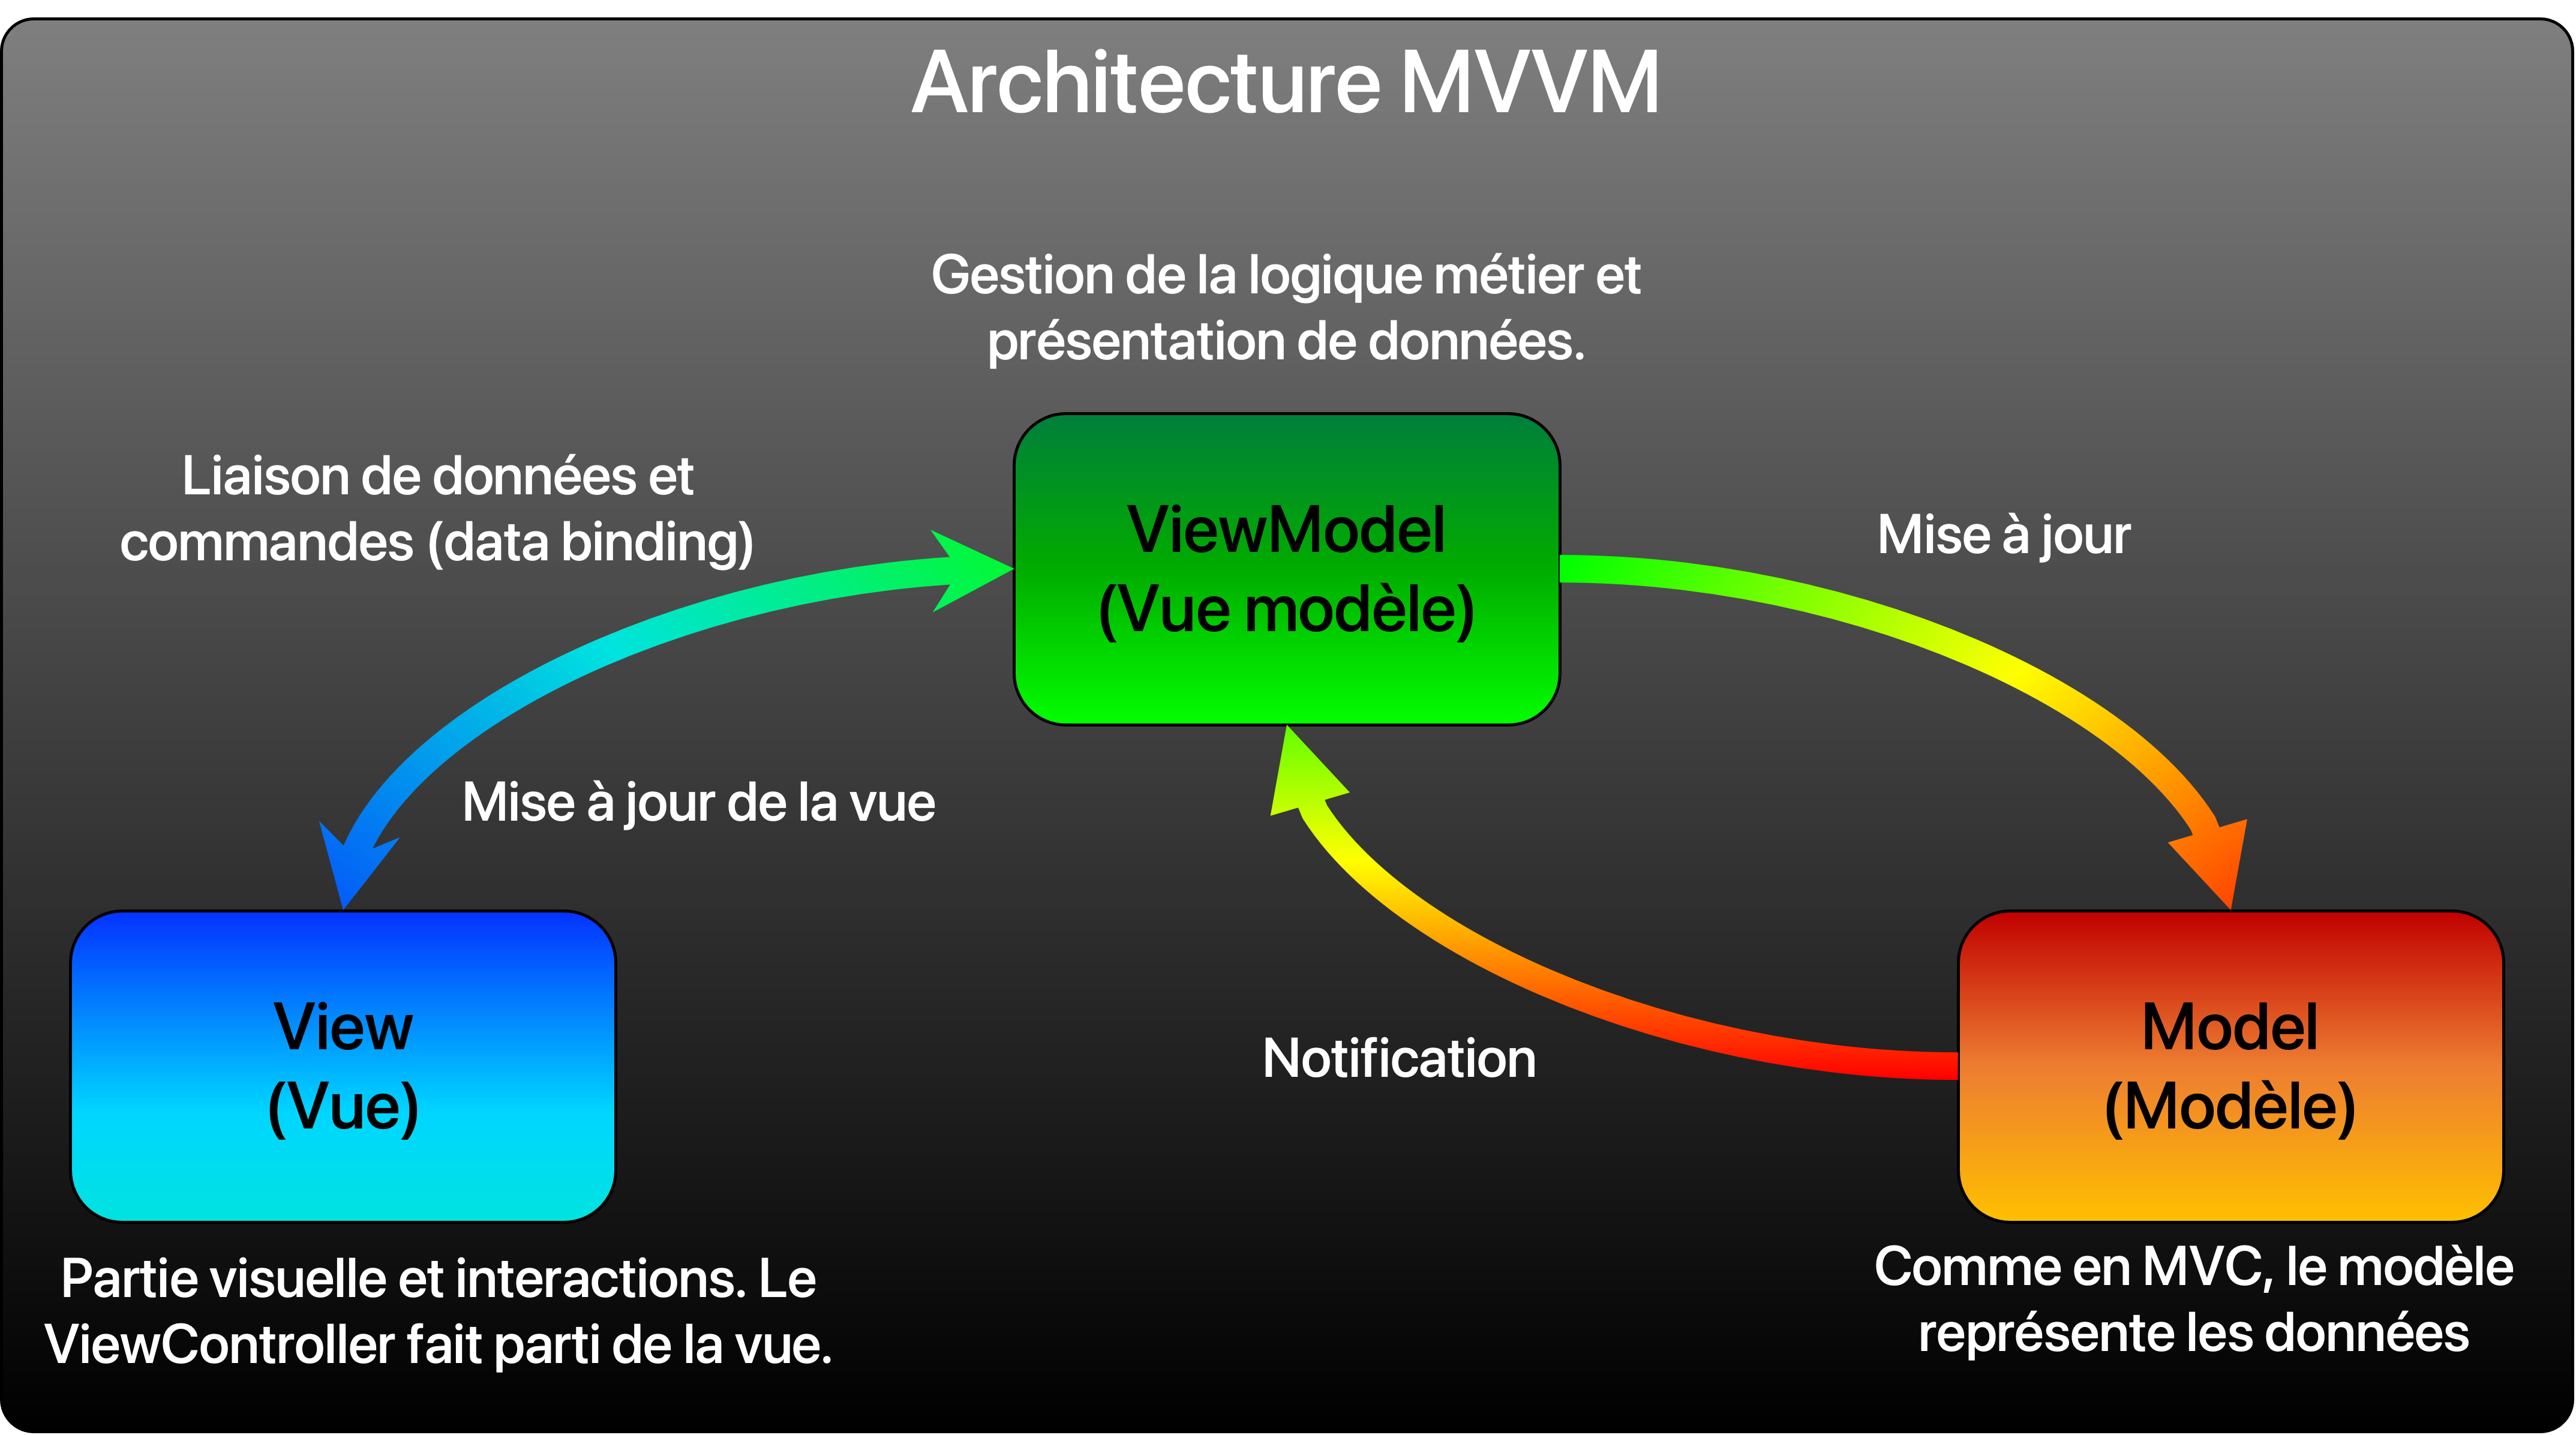 Architecture MVVM
Gestion de la logique métier et
présentation de données.
Liaison de données et
commandes (data binding)
ViewModel
(Vue modèle)
Mise à jour
Mise à jour de la vue
View
(Vue)
Notification
Model
(Modèle)
Partie visuelle et interactions. Le
ViewController fait parti de la vue.
Comme en MVC, le modèle
représente les données